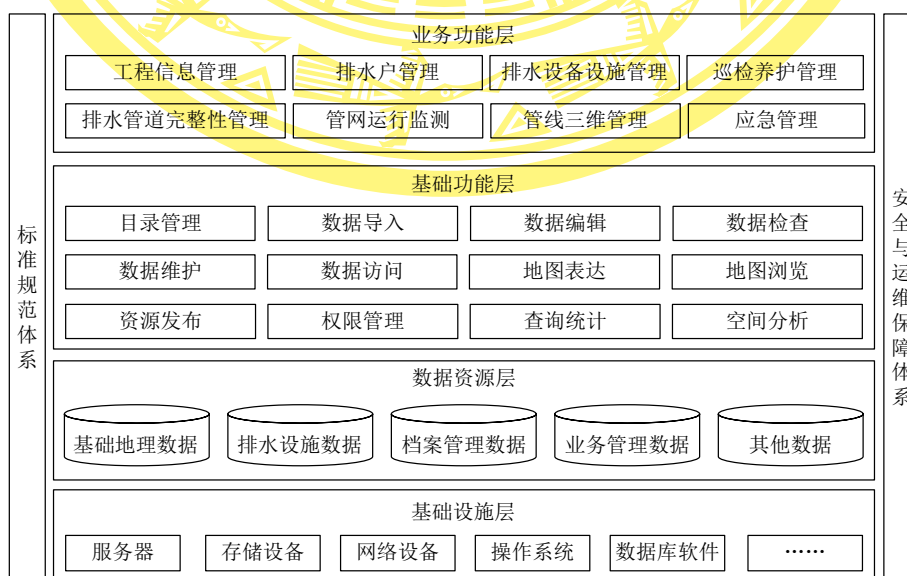 业务功能层
工程信息管理 排水户管理 排水设备设施管理 巡检养护管理
排水管道完整性管理 管网运行监测 管线三维管理 应急管理
基础功能层
目录管理 数据导入 数据编辑 数据检查
数据维护 数据访问 地图表达 地图浏览
资源发布 权限管理 查询统计 空间分析
数据资源层
基础地理数据 排水设施数据 档案管理数据 业务管理数据 其他数据
基础设施层
服务器 存储设备 网络设备 操作系统 数据库软件 ……
标准规范体系
安全与运维保障体系